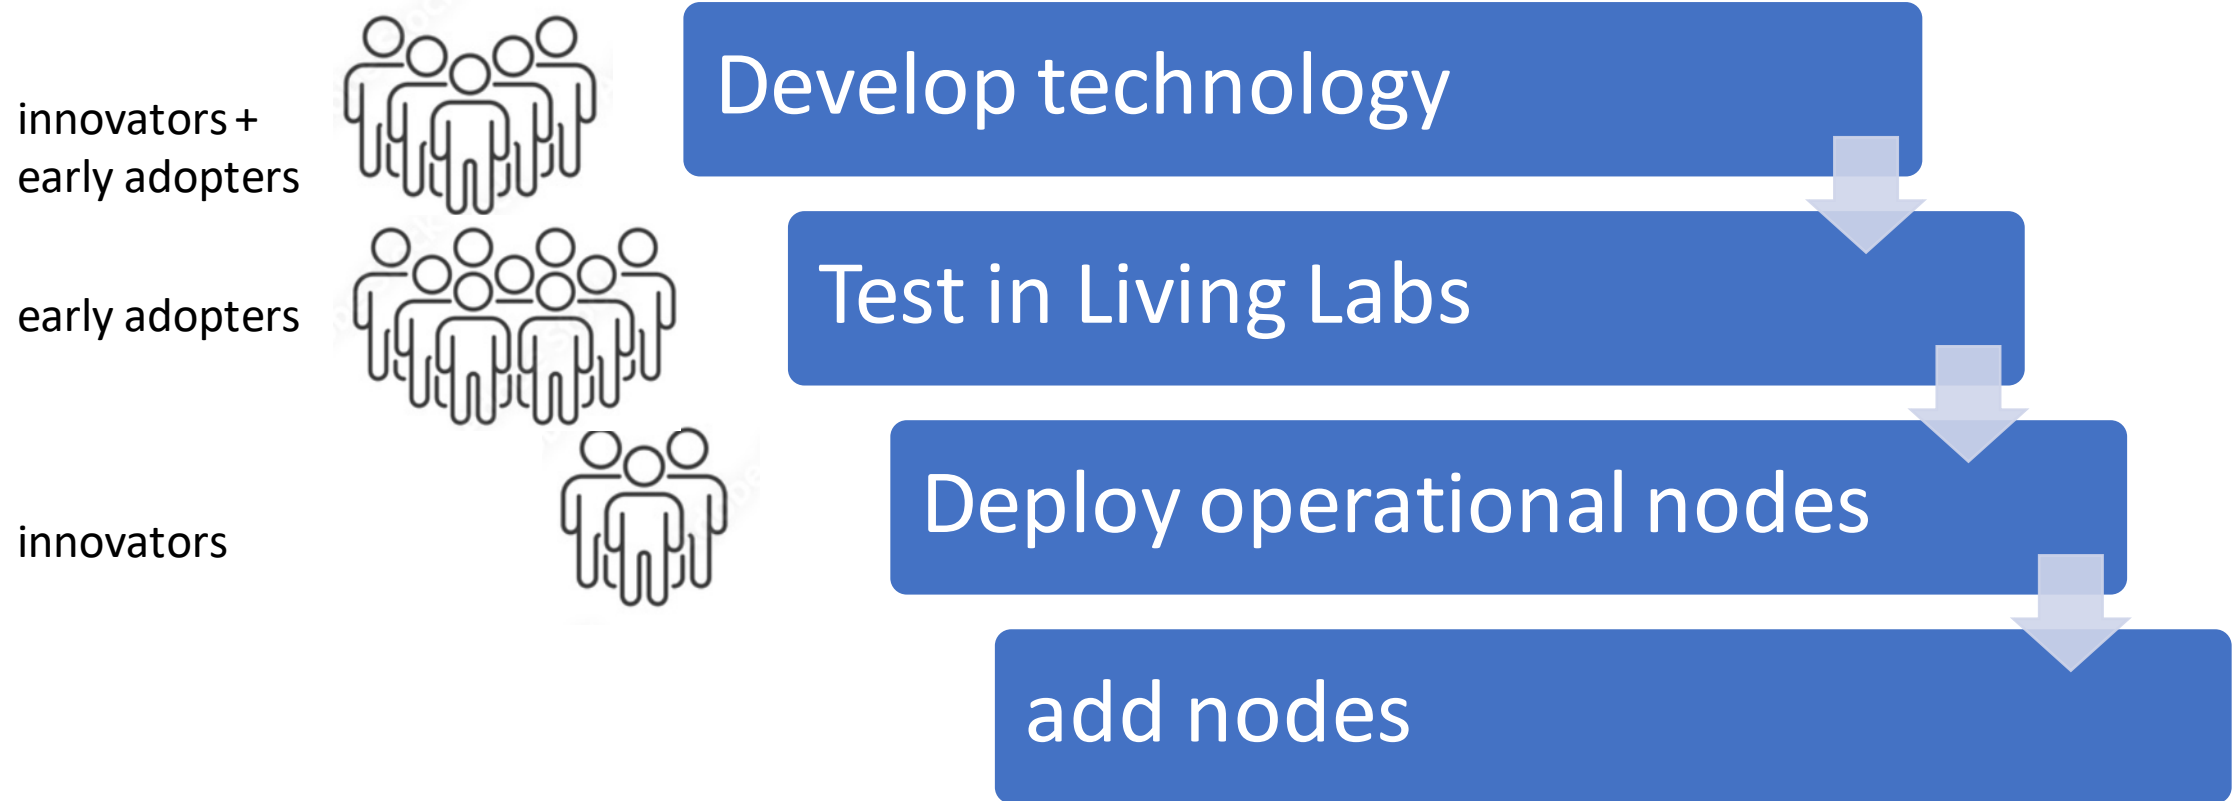 innovators +
early adopters
Develop technology
early adopters
Test in Living Labs
innovators
Deploy operational nodes
add nodes